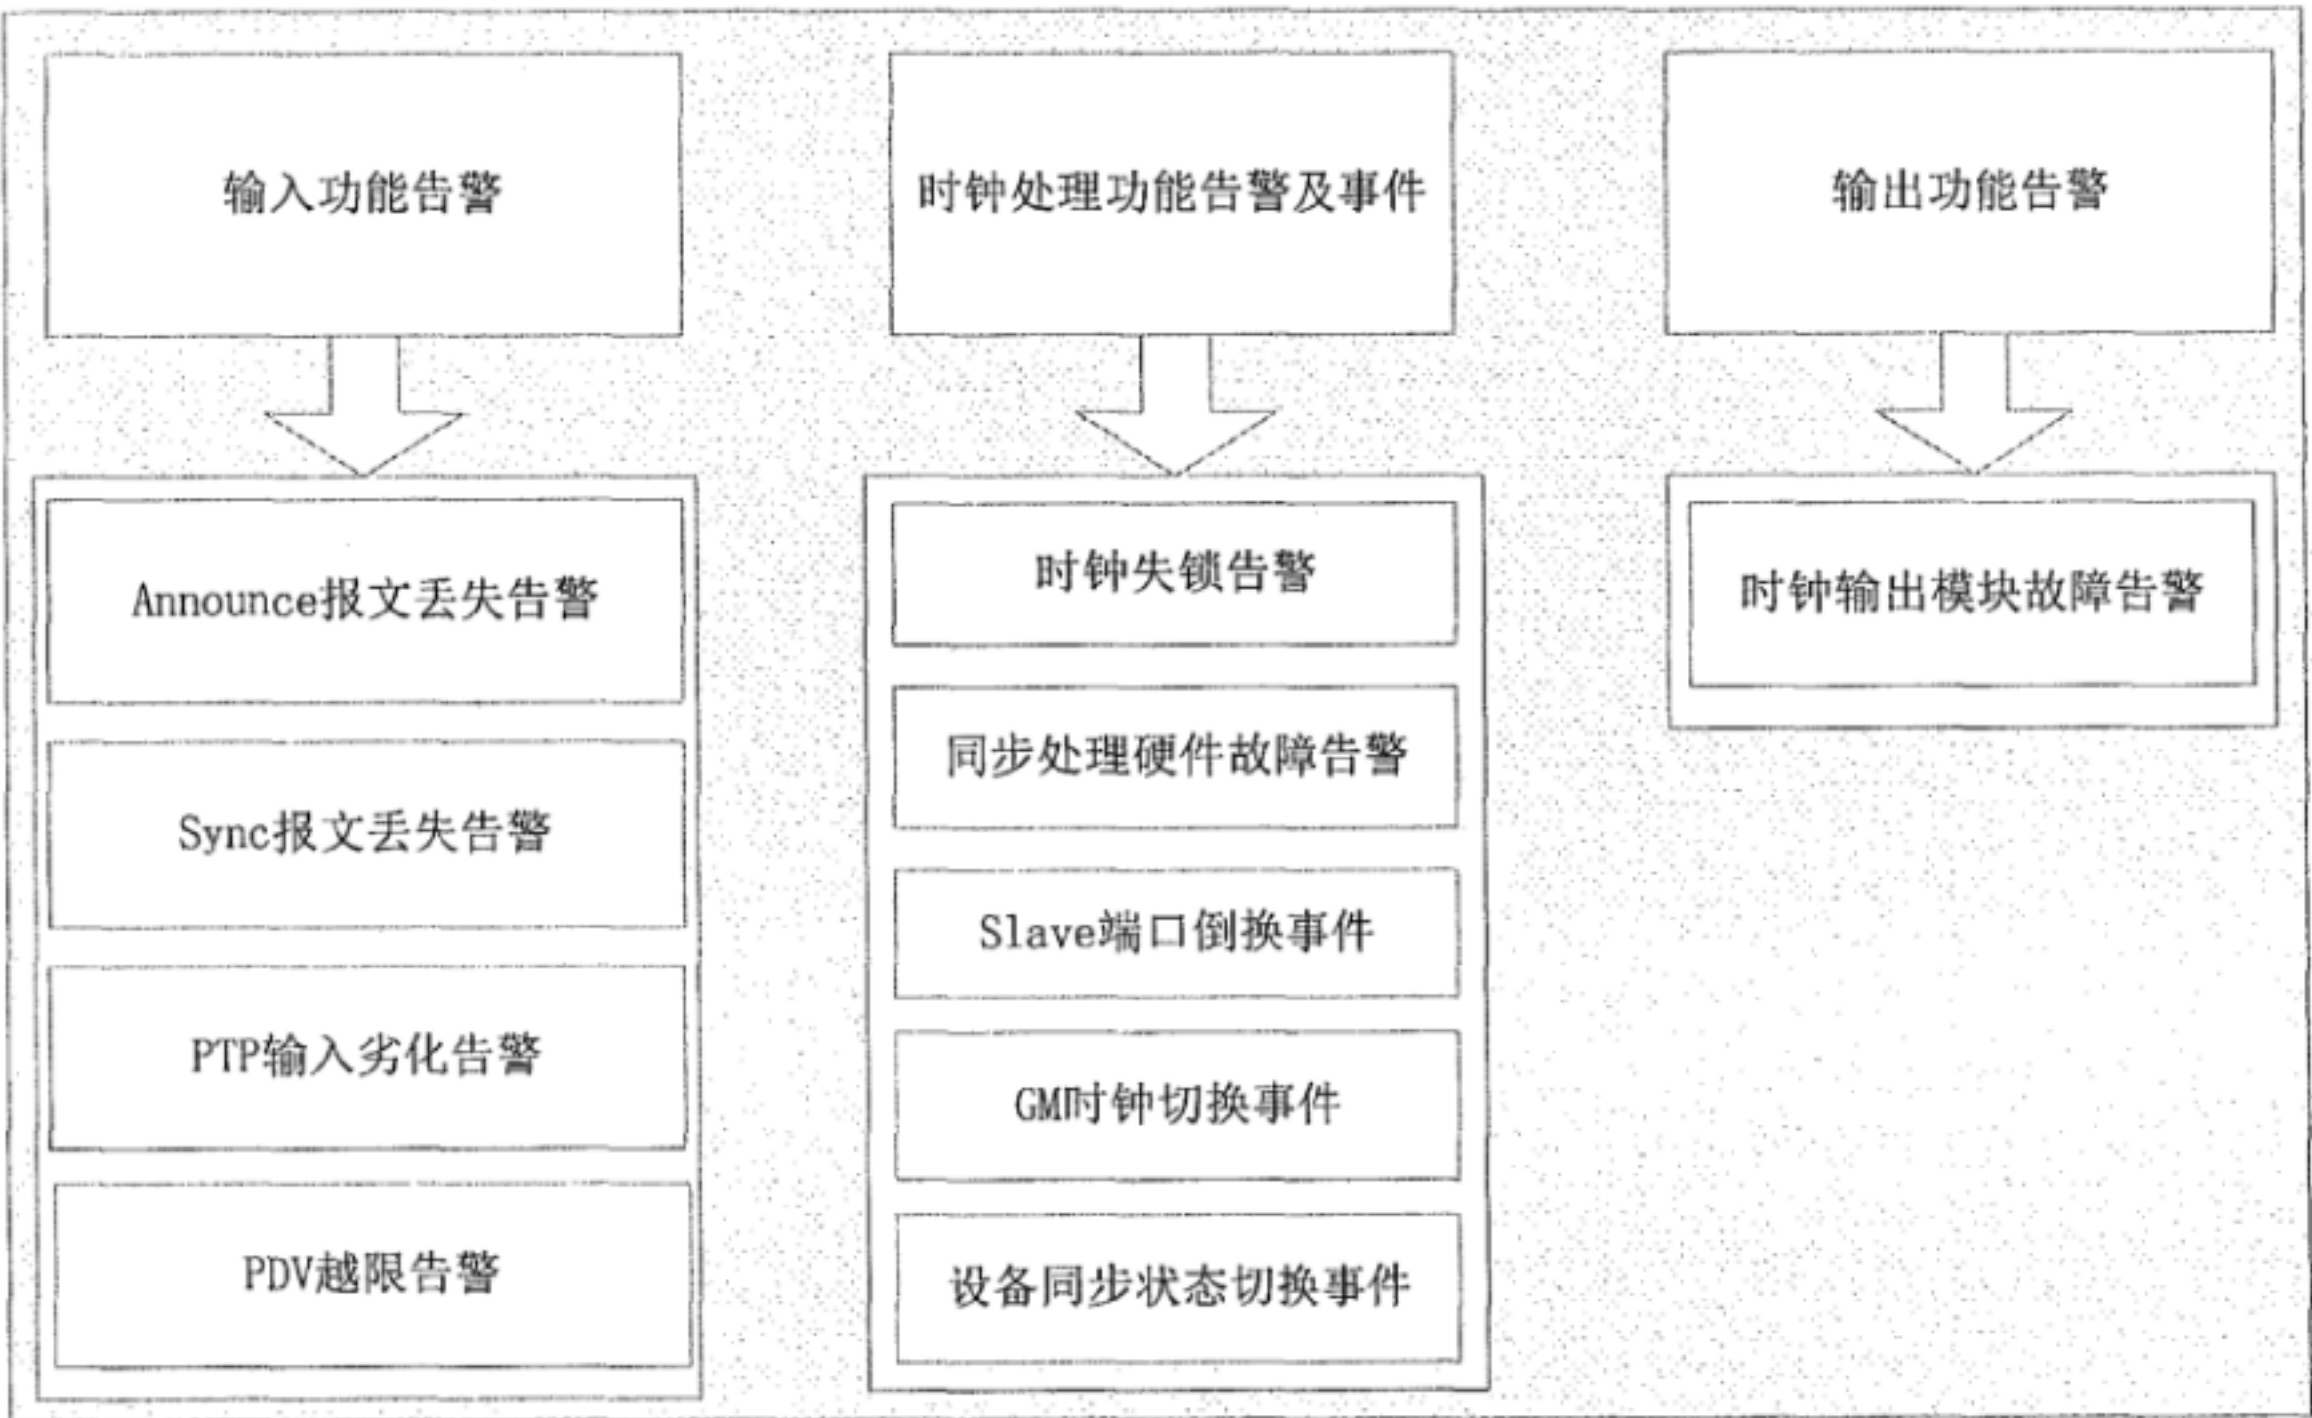 输入功能告警
时钟处理功能告警及事件
输出功能告警
Announce报文丢失告警
Sync报文丢失告警
PTP输入劣化告警
PDV越限告警
时钟失锁告警
同步处理硬件故障告警
Slave端口倒换事件
GM时钟切换事件
设备同步状态切换事件
时钟输出模块故障告警